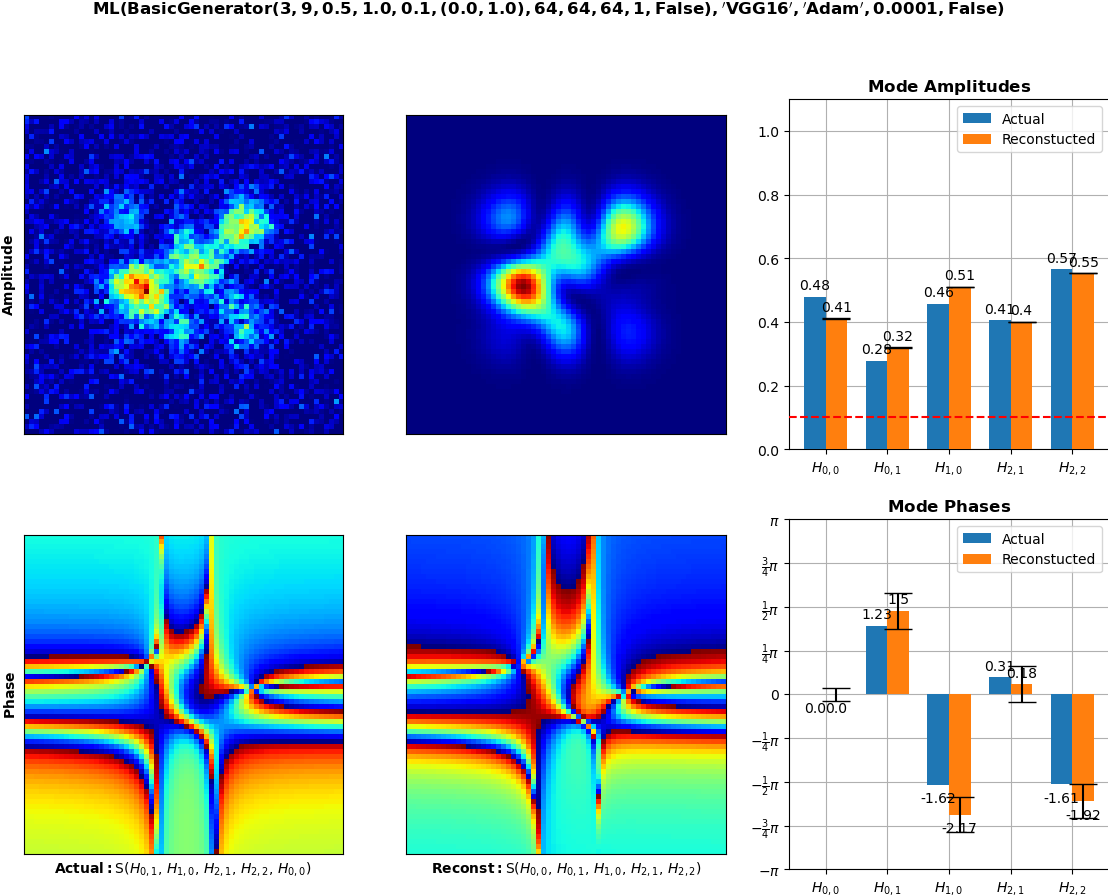 ML(BasicGenerator(3, 9, 0.5, 1.0, 0.1, (0.0, 1.0), 64, 64, 64, 1, False), ′VGG16′, ′Adam′, 0.0001, False)
Amplitude
Mode Amplitudes
Actual
Reconstucted
1.0
0.8
0.6
0.4
0.2
0.0
0.48
0.41
0.28
0.32
0.46
0.51
0.41
0.4
0.57
0.55
H0,0
H0,1
H1,0
H2,1
H2,2
Phase
Actual: S(H0,1, H1,0, H2,1, H2,2, H0,0)
Reconst: S(H0,0, H0,1, H1,0, H2,1, H2,2)
Mode Phases
Actual
Reconstucted
π
3/4π
1/2π
1/4π
0
−1/4π
−1/2π
−3/4π
−π
0.0
0.0
1.23
1.5
-1.62
-2.17
0.31
0.18
-1.61
-1.92
H0,0
H0,1
H1,0
H2,1
H2,2